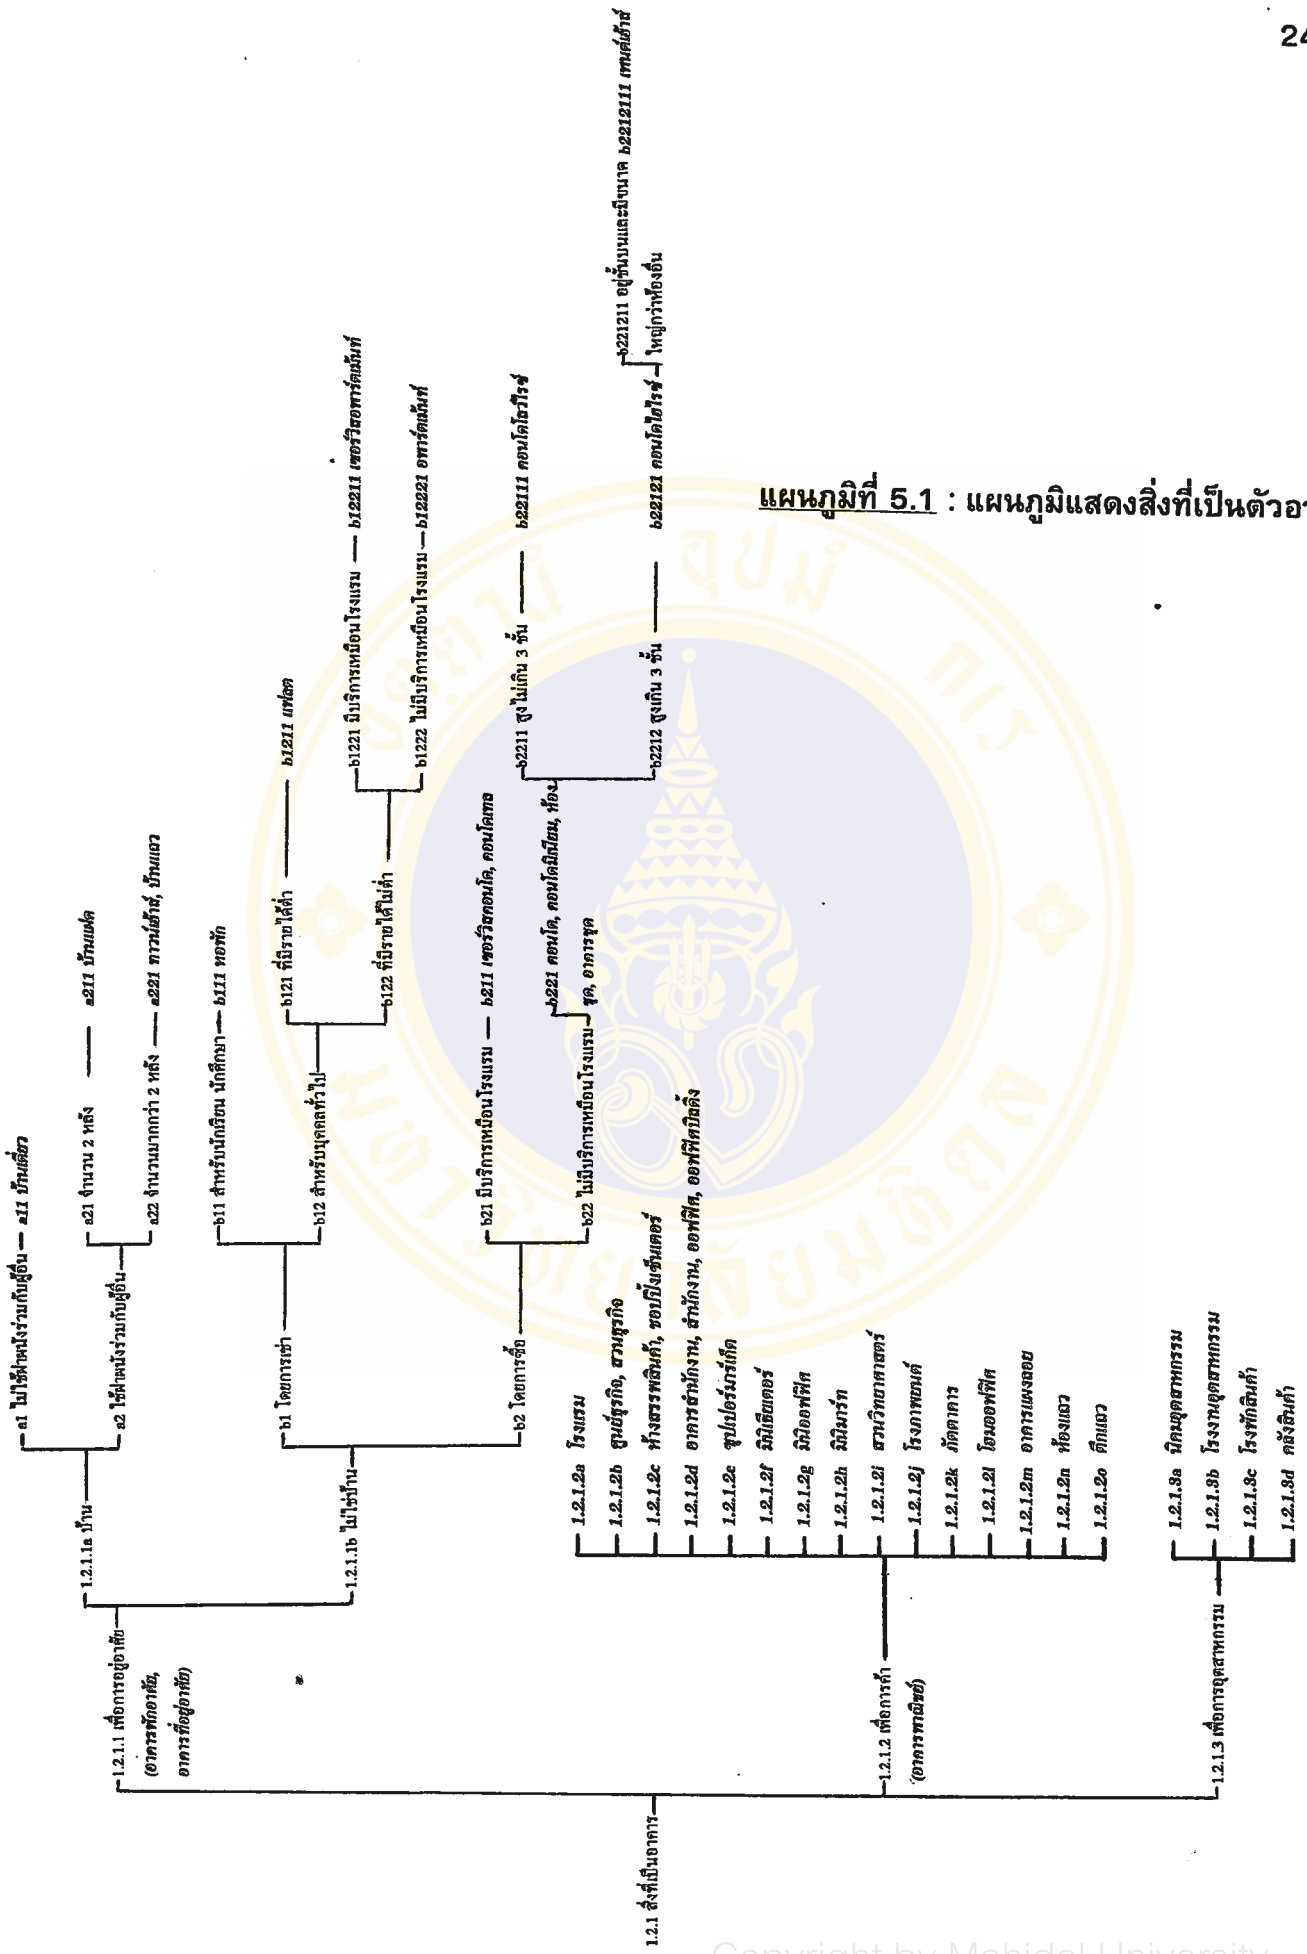 24
แผนภูมิที่ 5.1 : แผนภูมิแสดงสิ่งที่เป็นตัวอา
1.2.1 สิ่งที่เป็นอาคาร
1.2.1.1 เพื่อการอยู่อาศัย
(อาคารพักอาศัย,
อาคารที่อยู่อาศัย)
1.2.1.1a บ้าน
a1 ไม่ใช้ฝาผนังร่วมกับผู้อื่น
a11 บ้านเดี่ยว
a2 ใช้ฝาผนังร่วมกับผู้อื่น
a21 จำนวน 2 หลัง
a211 บ้านแฝด
a22 จำนวนมากกว่า 2 หลัง
a221 ทาวน์เฮ้าส์, บ้านแถว
1.2.1.1b ไม่ใช่บ้าน
b1 โดยการเช่า
b11 สำหรับนักเรียน นักศึกษา
b111 หอพัก
b12 สำหรับบุคคลทั่วไป
b121 ที่มีรายได้ต่ำ
b1211 แฟลต
b122 ที่มีรายได้ไม่ต่ำ
b1221 มีบริการเหมือนโรงแรม
b12211 เซอร์วิสอพาร์ตเม้นท์
b1222 ไม่มีบริการเหมือนโรงแรม
b12221 อพาร์ตเม้นท์
b2 โดยการซื้อ
b21 มีบริการเหมือนโรงแรม
b211 เซอร์วิสคอนโด, คอนโดเทล
b22 ไม่มีบริการเหมือนโรงแรม
b221 คอนโด, คอนโดมิเนียม, ห้อง
ชุด, อาคารชุด
b2211 สูงไม่เกิน 3 ชั้น
b22111 คอนโดโลว์ไรซ์
b2212 สูงเกิน 3 ชั้น
b22121 คอนโดไฮไรซ์
b221211 อยู่ชั้นบนและมีขนาด
ใหญ่กว่าห้องอื่น
b2212111 เพนต์เฮ้าส์
1.2.1.2 เพื่อการค้า
(อาคารพาณิชย์)
1.2.1.2a โรงแรม
1.2.1.2b ศูนย์ธุรกิจ, สวนธุรกิจ
1.2.1.2c ห้างสรรพสินค้า, ชอปปิ้งเซ็นเตอร์
1.2.1.2d อาคารสำนักงาน, สำนักงาน, ออฟฟิศ, ออฟฟิศบิลดิ้ง
1.2.1.2e ซูเปอร์มาร์เก็ต
1.2.1.2f มินิเธียเตอร์
1.2.1.2g มินิออฟฟิศ
1.2.1.2h มินิมาร์ท
1.2.1.2i สวนวิทยาศาสตร์
1.2.1.2j โรงภาพยนต์
1.2.1.2k ภัตตาคาร
1.2.1.2l โฮมออฟฟิศ
1.2.1.2m อาคารแผงลอย
1.2.1.2n ห้องแถว
1.2.1.2o ตึกแถว
1.2.1.3 เพื่อการอุตสาหกรรม
1.2.1.3a นิคมอุตสาหกรรม
1.2.1.3b โรงงานอุตสาหกรรม
1.2.1.3c โรงพักสินค้า
1.2.1.3d คลังสินค้า
Copyright by Mahidol University